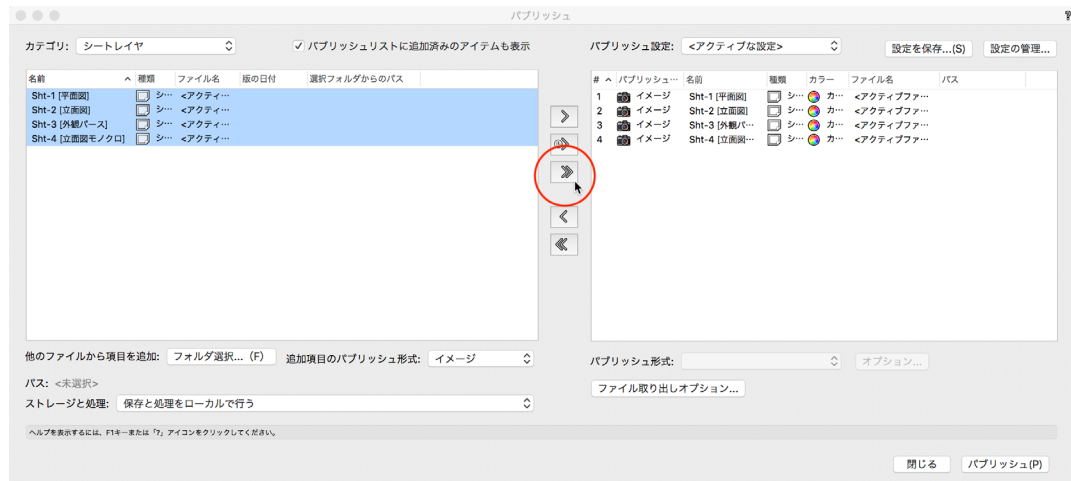 パブリッシュ
?
カテゴリ: シートレイヤ
✓ パブリッシュリストに追加済みのアイテムも表示
パブリッシュ設定: <アクティブな設定>
設定を保存...(S)
設定の管理...
名前 種類 ファイル名 版の日付 選択フォルダからのパス
Sht-1 [平面図] シ… <アクティ…
Sht-2 [立面図] シ… <アクティ…
Sht-3 [外観パース] シ… <アクティ…
Sht-4 [立面図モノクロ] シ… <アクティ…
# パブリッシュ… 名前 種類 カラー ファイル名 パス
1 イメージ Sht-1 [平面図] シ… カ… <アクティブファ…
2 イメージ Sht-2 [立面図] シ… カ… <アクティブファ…
3 イメージ Sht-3 [外観パ… シ… カ… <アクティブファ…
4 イメージ Sht-4 [立面図… シ… カ… <アクティブファ…
他のファイルから項目を追加: フォルダ選択... (F)
追加項目のパブリッシュ形式: イメージ
パス: <未選択>
ストレージと処理: 保存と処理をローカルで行う
パブリッシュ形式:
オプション...
ファイル取り出しオプション...
ヘルプを表示するには、F1キーまたは「?」アイコンをクリックしてください。
閉じる
パブリッシュ(P)